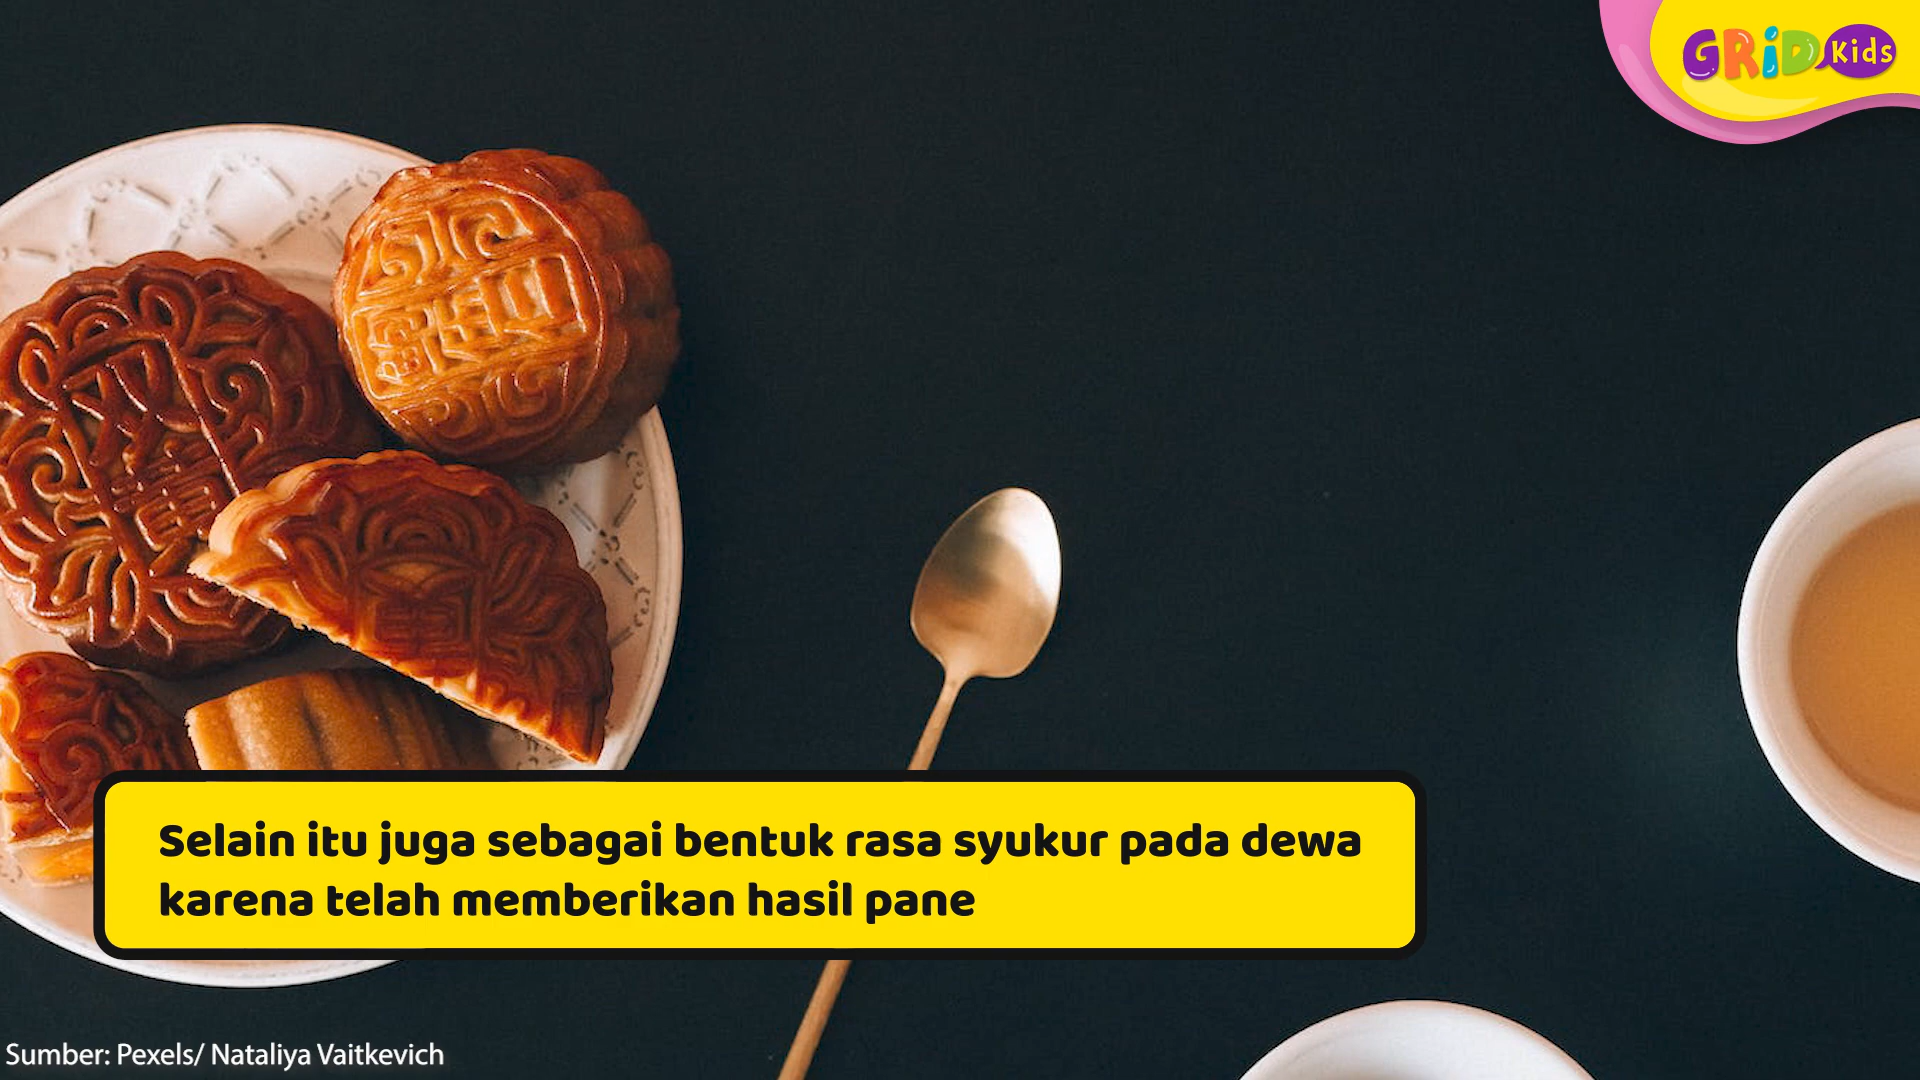 GRiD Kids
Selain itu juga sebagai bentuk rasa syukur pada dewa
karena telah memberikan hasil pane
Sumber: Pexels/ Nataliya Vaitkevich